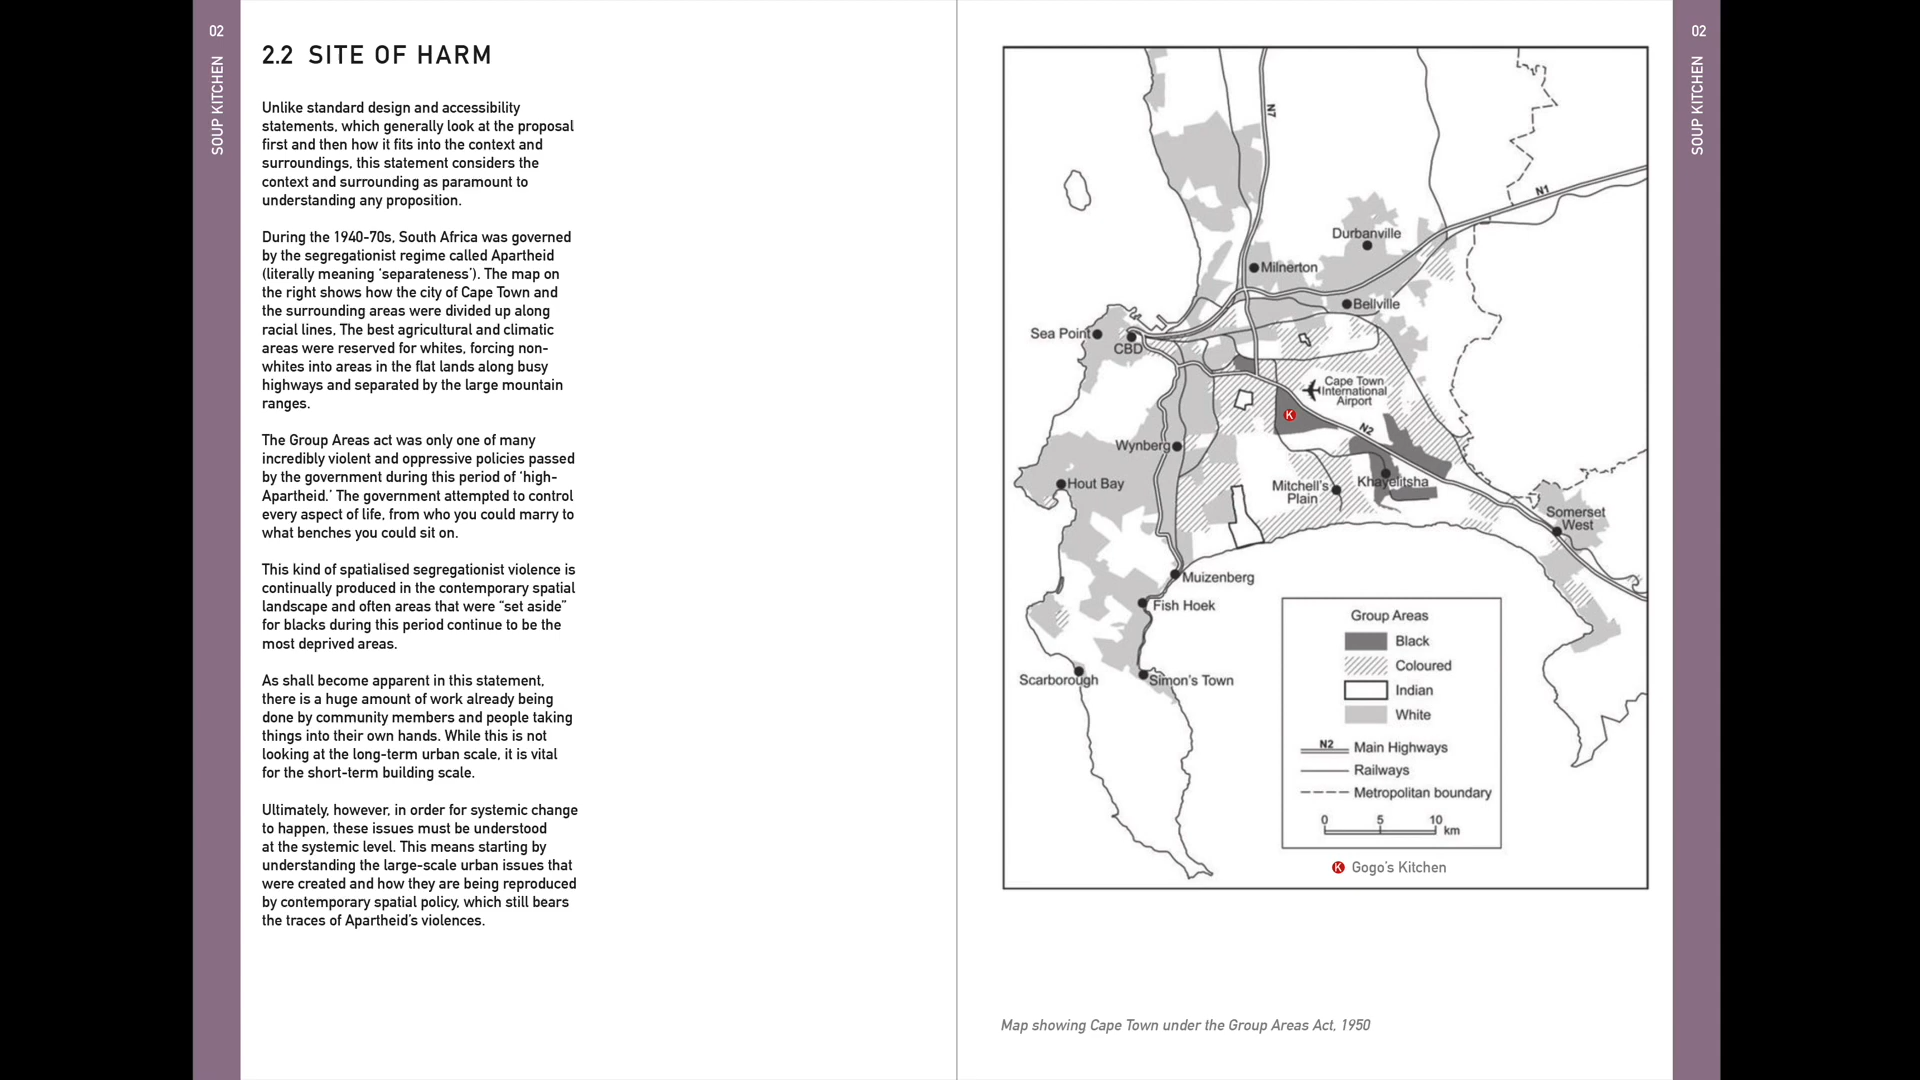 02
SOUP KITCHEN
2.2 SITE OF HARM
Unlike standard design and accessibility
statements, which generally look at the proposal
first and then how it fits into the context and
surroundings, this statement considers the
context and surrounding as paramount to
understanding any proposition.
During the 1940-70s, South Africa was governed
by the segregationist regime called Apartheid
(literally meaning ‘separateness’). The map on
the right shows how the city of Cape Town and
the surrounding areas were divided up along
racial lines, The best agricultural and climatic
areas were reserved for whites, forcing non-
whites into areas in the flat lands along busy
highways and separated by the large mountain
ranges.
The Group Areas act was only one of many
incredibly violent and oppressive policies passed
by the government during this period of ‘high-
Apartheid.’ The government attempted to control
every aspect of life, from who you could marry to
what benches you could sit on.
This kind of spatialised segregationist violence is
continually produced in the contemporary spatial
landscape and often areas that were “set aside”
for blacks during this period continue to be the
most deprived areas.
As shall become apparent in this statement,
there is a huge amount of work already being
done by community members and people taking
things into their own hands. While this is not
looking at the long-term urban scale, it is vital
for the short-term building scale.
Ultimately, however, in order for systemic change
to happen, these issues must be understood
at the systemic level. This means starting by
understanding the large-scale urban issues that
were created and how they are being reproduced
by contemporary spatial policy, which still bears
the traces of Apartheid’s violences.
N7
N1
Durbanville
Milnerton
Bellville
Sea Point
CBD
Cape Town
International
Airport
K
N2
Wynberg
Hout Bay
Mitchell's
Plain
Khayelitsha
Somerset
West
Muizenberg
Fish Hoek
Scarborough
Simon's Town
Group Areas
Black
Coloured
Indian
White
N2 Main Highways
Railways
Metropolitan boundary
0 5 10
km
K Gogo's Kitchen
Map showing Cape Town under the Group Areas Act, 1950
02
SOUP KITCHEN